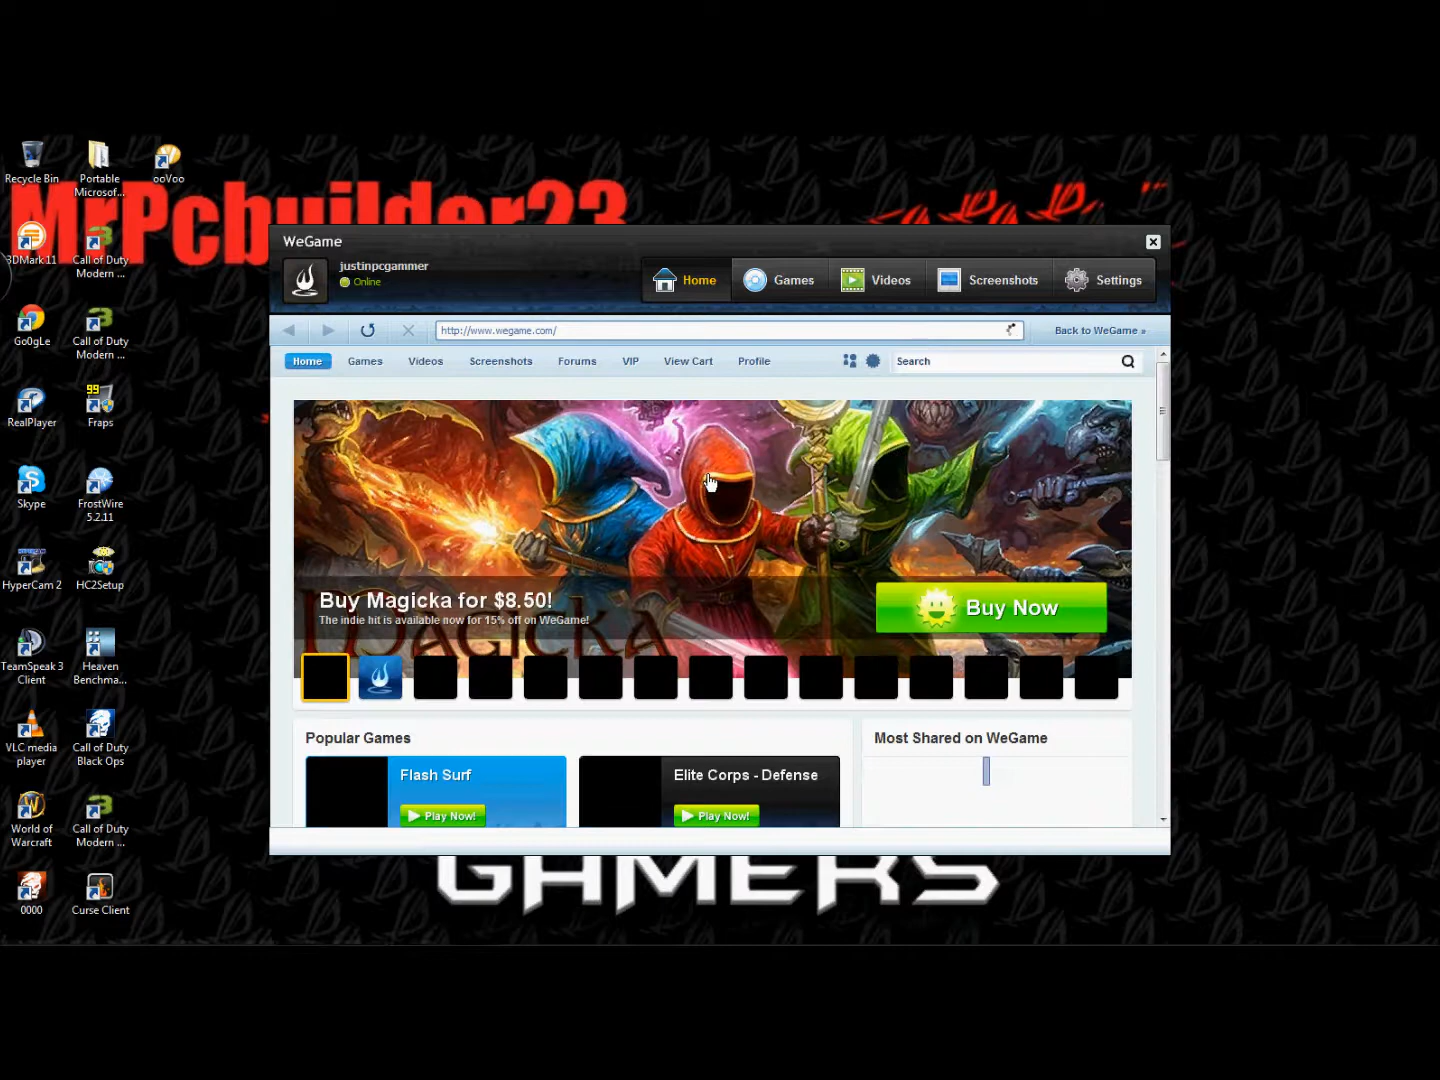 MrPcbuilder23
Recycle Bin
Portable
Microsof...
ooVoo
3DMark11
Call of Duty
Modern ...
Go0gLe
Call of Duty
Modern ...
RealPlayer
99
Fraps
Skype
FrostWire
5.2.11
HyperCam 2
HC2Setup
TeamSpeak 3
Client
Heaven
Benchma...
VLC media
player
Call of Duty
Black Ops
World of
Warcraft
Call of Duty
Modern ...
0000
Curse Client
WeGame
justinpcgammer
Online
Home
Games
Videos
Screenshots
Settings
http://www.wegame.com/
Back to WeGame »
Home
Games
Videos
Screenshots
Forums
VIP
View Cart
Profile
Search
Buy Magicka for $8.50!
The indie hit is available now for 15% off on WeGame!
Buy Now
Popular Games
Most Shared on WeGame
Flash Surf
Play Now!
Elite Corps - Defense
Play Now!
GAMERS